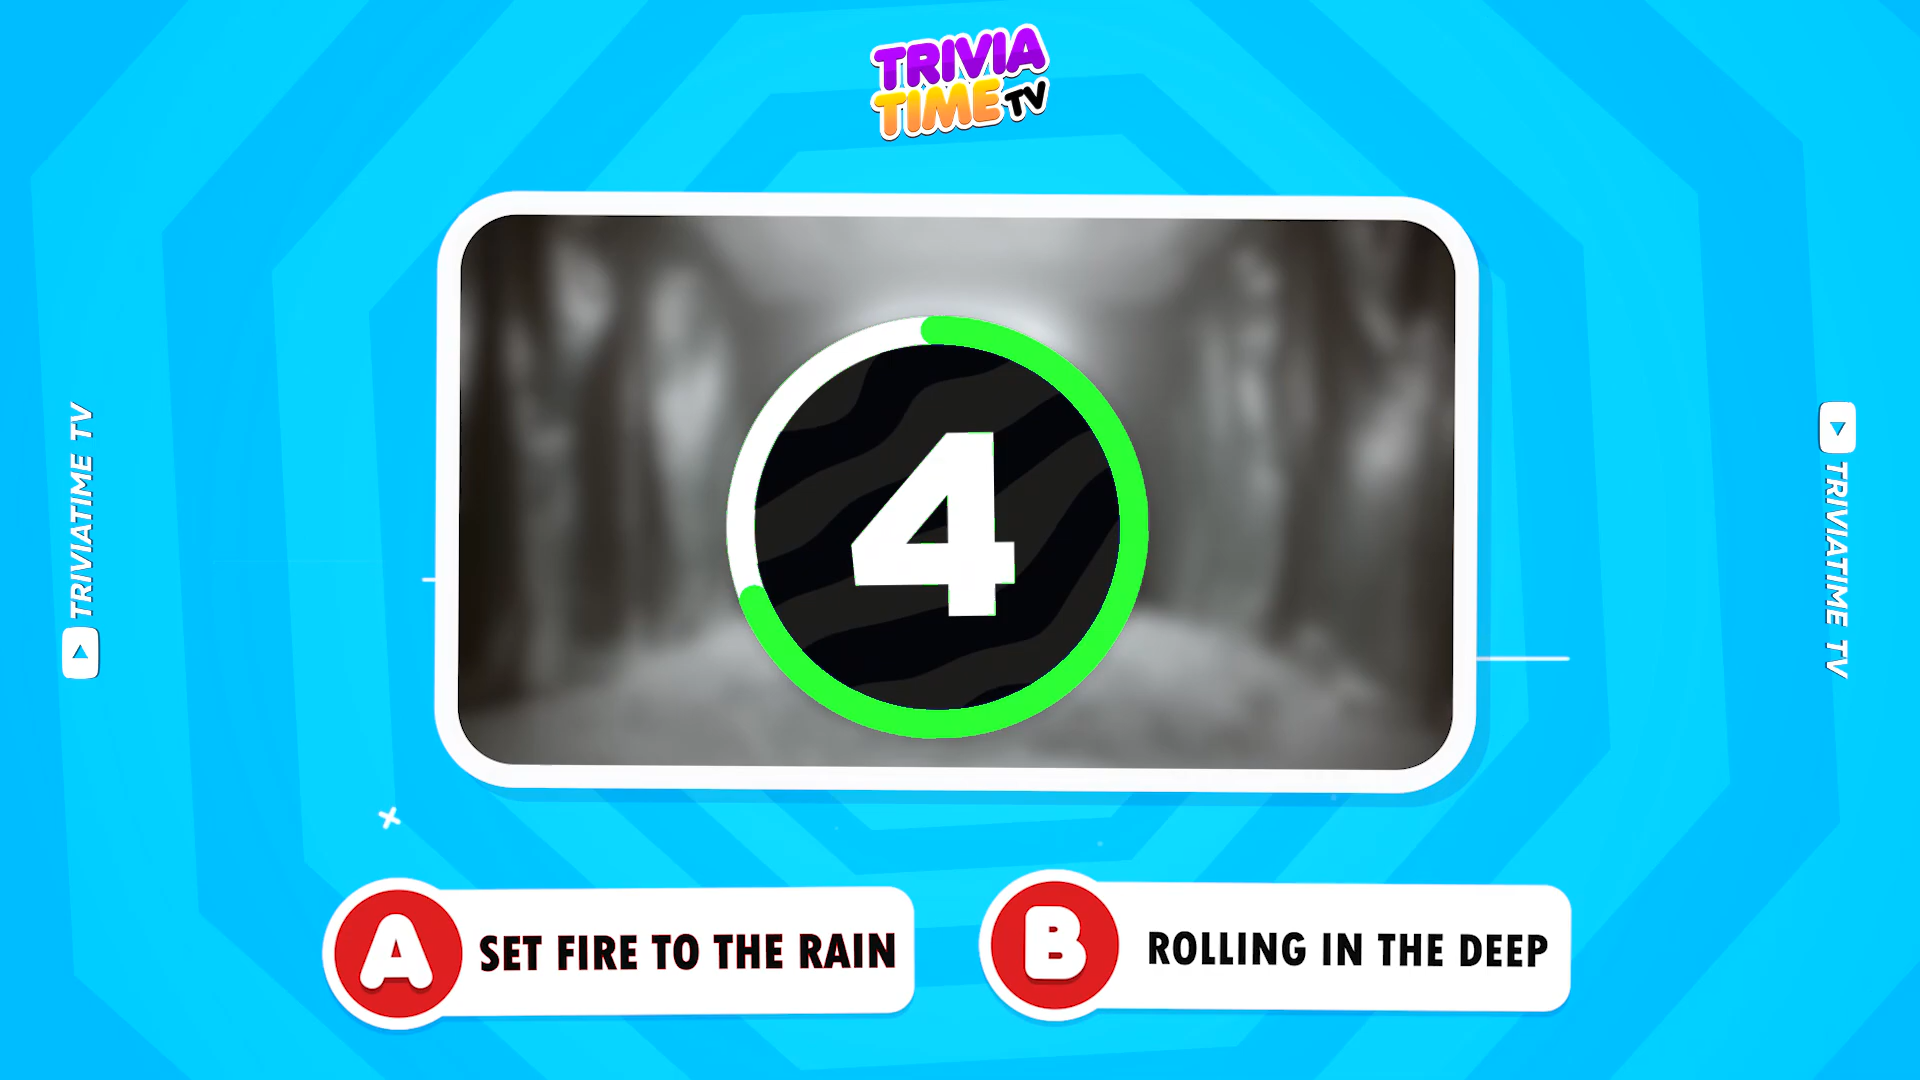 TRIVIA
TIME TV
TRIVIATIME TV
TRIVIATIME TV
4
A SET FIRE TO THE RAIN
B ROLLING IN THE DEEP